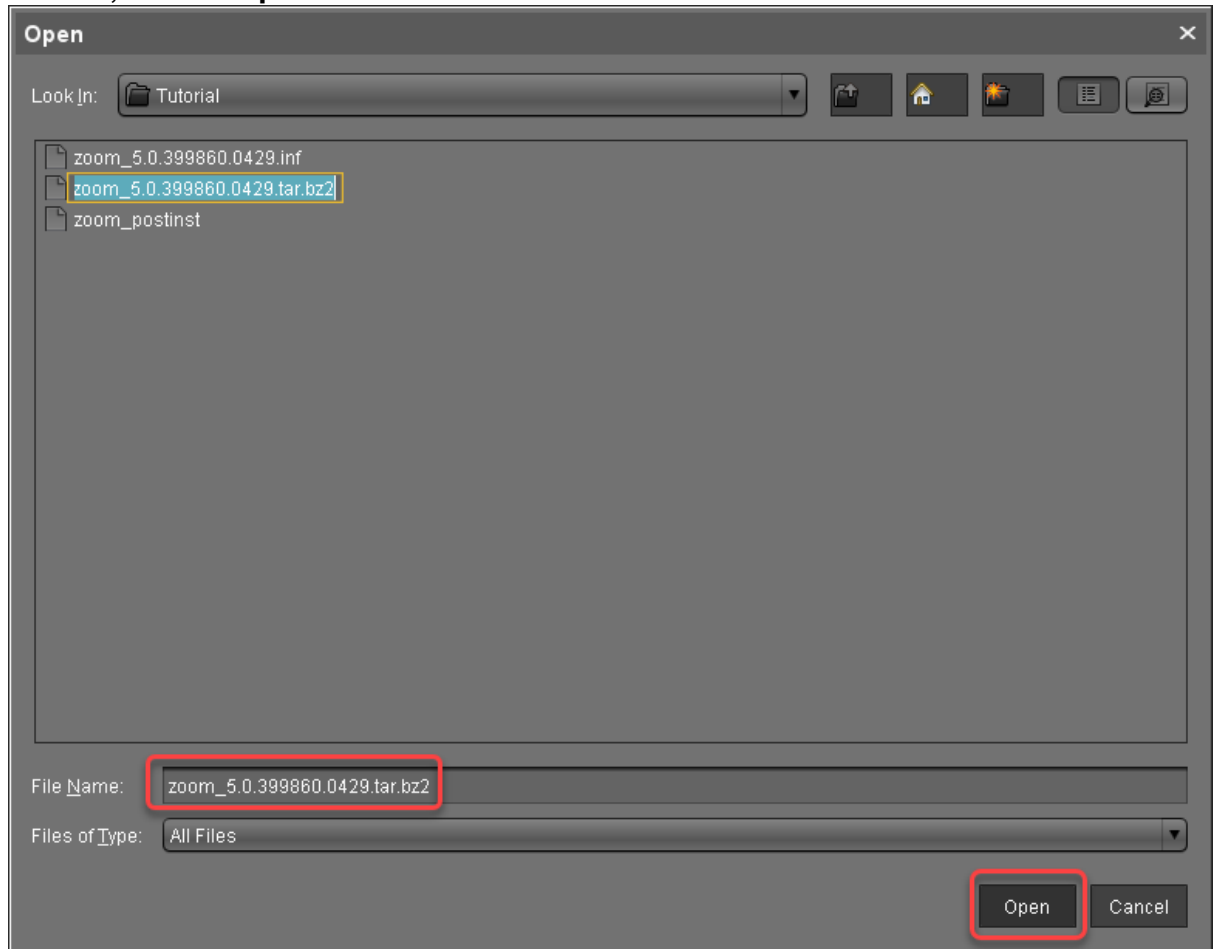 Open
Look In: Tutorial
zoom_5.0.399860.0429.inf
zoom_5.0.399860.0429.tar.bz2
zoom_postinst
File Name: zoom_5.0.399860.0429.tar.bz2
Files of Type: All Files
Open Cancel